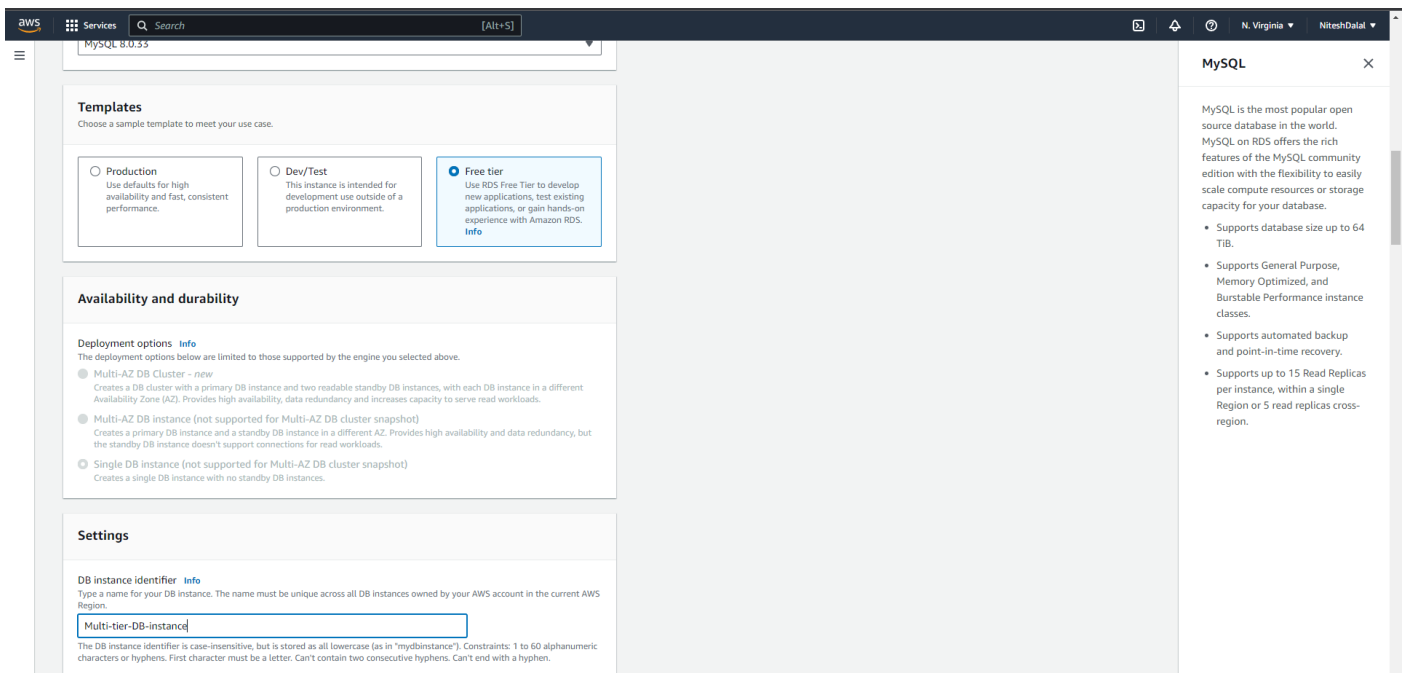 aws Services Search [Alt+S] N. Virginia NiteshDalal
MySQL 8.0.33
Templates
Choose a sample template to meet your use case.
Production
Use defaults for high
availability and fast, consistent
performance.
Dev/Test
This instance is intended for
development use outside of a
production environment.
Free tier
Use RDS Free Tier to develop
new applications, test existing
applications, or gain hands-on
experience with Amazon RDS.
Info
Availability and durability
Deployment options Info
The deployment options below are limited to those supported by the engine you selected above.
Multi-AZ DB Cluster - new
Creates a DB cluster with a primary DB instance and two readable standby DB instances, with each DB instance in a different
Availability Zone (AZ). Provides high availability, data redundancy and increases capacity to serve read workloads.
Multi-AZ DB instance (not supported for Multi-AZ DB cluster snapshot)
Creates a primary DB instance and a standby DB instance in a different AZ. Provides high availability and data redundancy, but
the standby DB instance doesn't support connections for read workloads.
Single DB instance (not supported for Multi-AZ DB cluster snapshot)
Creates a single DB instance with no standby DB instances.
Settings
DB instance identifier Info
Type a name for your DB instance. The name must be unique across all DB instances owned by your AWS account in the current AWS
Region.
Multi-tier-DB-instance
The DB instance identifier is case-insensitive, but is stored as all lowercase (as in "mydbinstance"). Constraints: 1 to 60 alphanumeric
characters or hyphens. First character must be a letter. Can't contain two consecutive hyphens. Can't end with a hyphen.
MySQL
MySQL is the most popular open
source database in the world.
MySQL on RDS offers the rich
features of the MySQL community
edition with the flexibility to easily
scale compute resources or storage
capacity for your database.
• Supports database size up to 64
TiB.
• Supports General Purpose,
Memory Optimized, and
Burstable Performance instance
classes.
• Supports automated backup
and point-in-time recovery.
• Supports up to 15 Read Replicas
per instance, within a single
Region or 5 read replicas cross-
region.